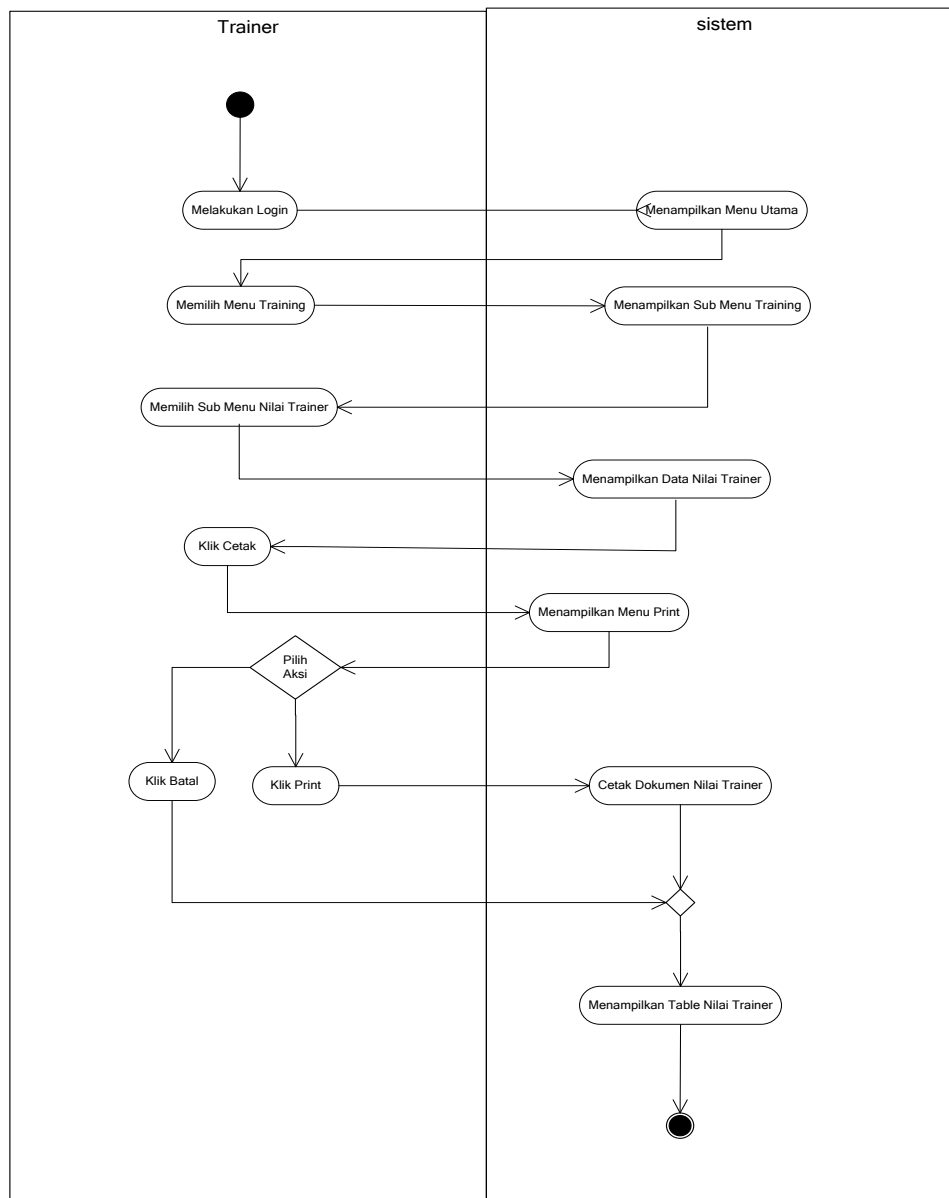 Trainer
sistem
Melakukan Login
Menampilkan Menu Utama
Memilih Menu Training
Menampilkan Sub Menu Training
Memilih Sub Menu Nilai Trainer
Menampilkan Data Nilai Trainer
Klik Cetak
Menampilkan Menu Print
Pilih
Aksi
Klik Batal
Klik Print
Cetak Dokumen Nilai Trainer
Menampilkan Table Nilai Trainer